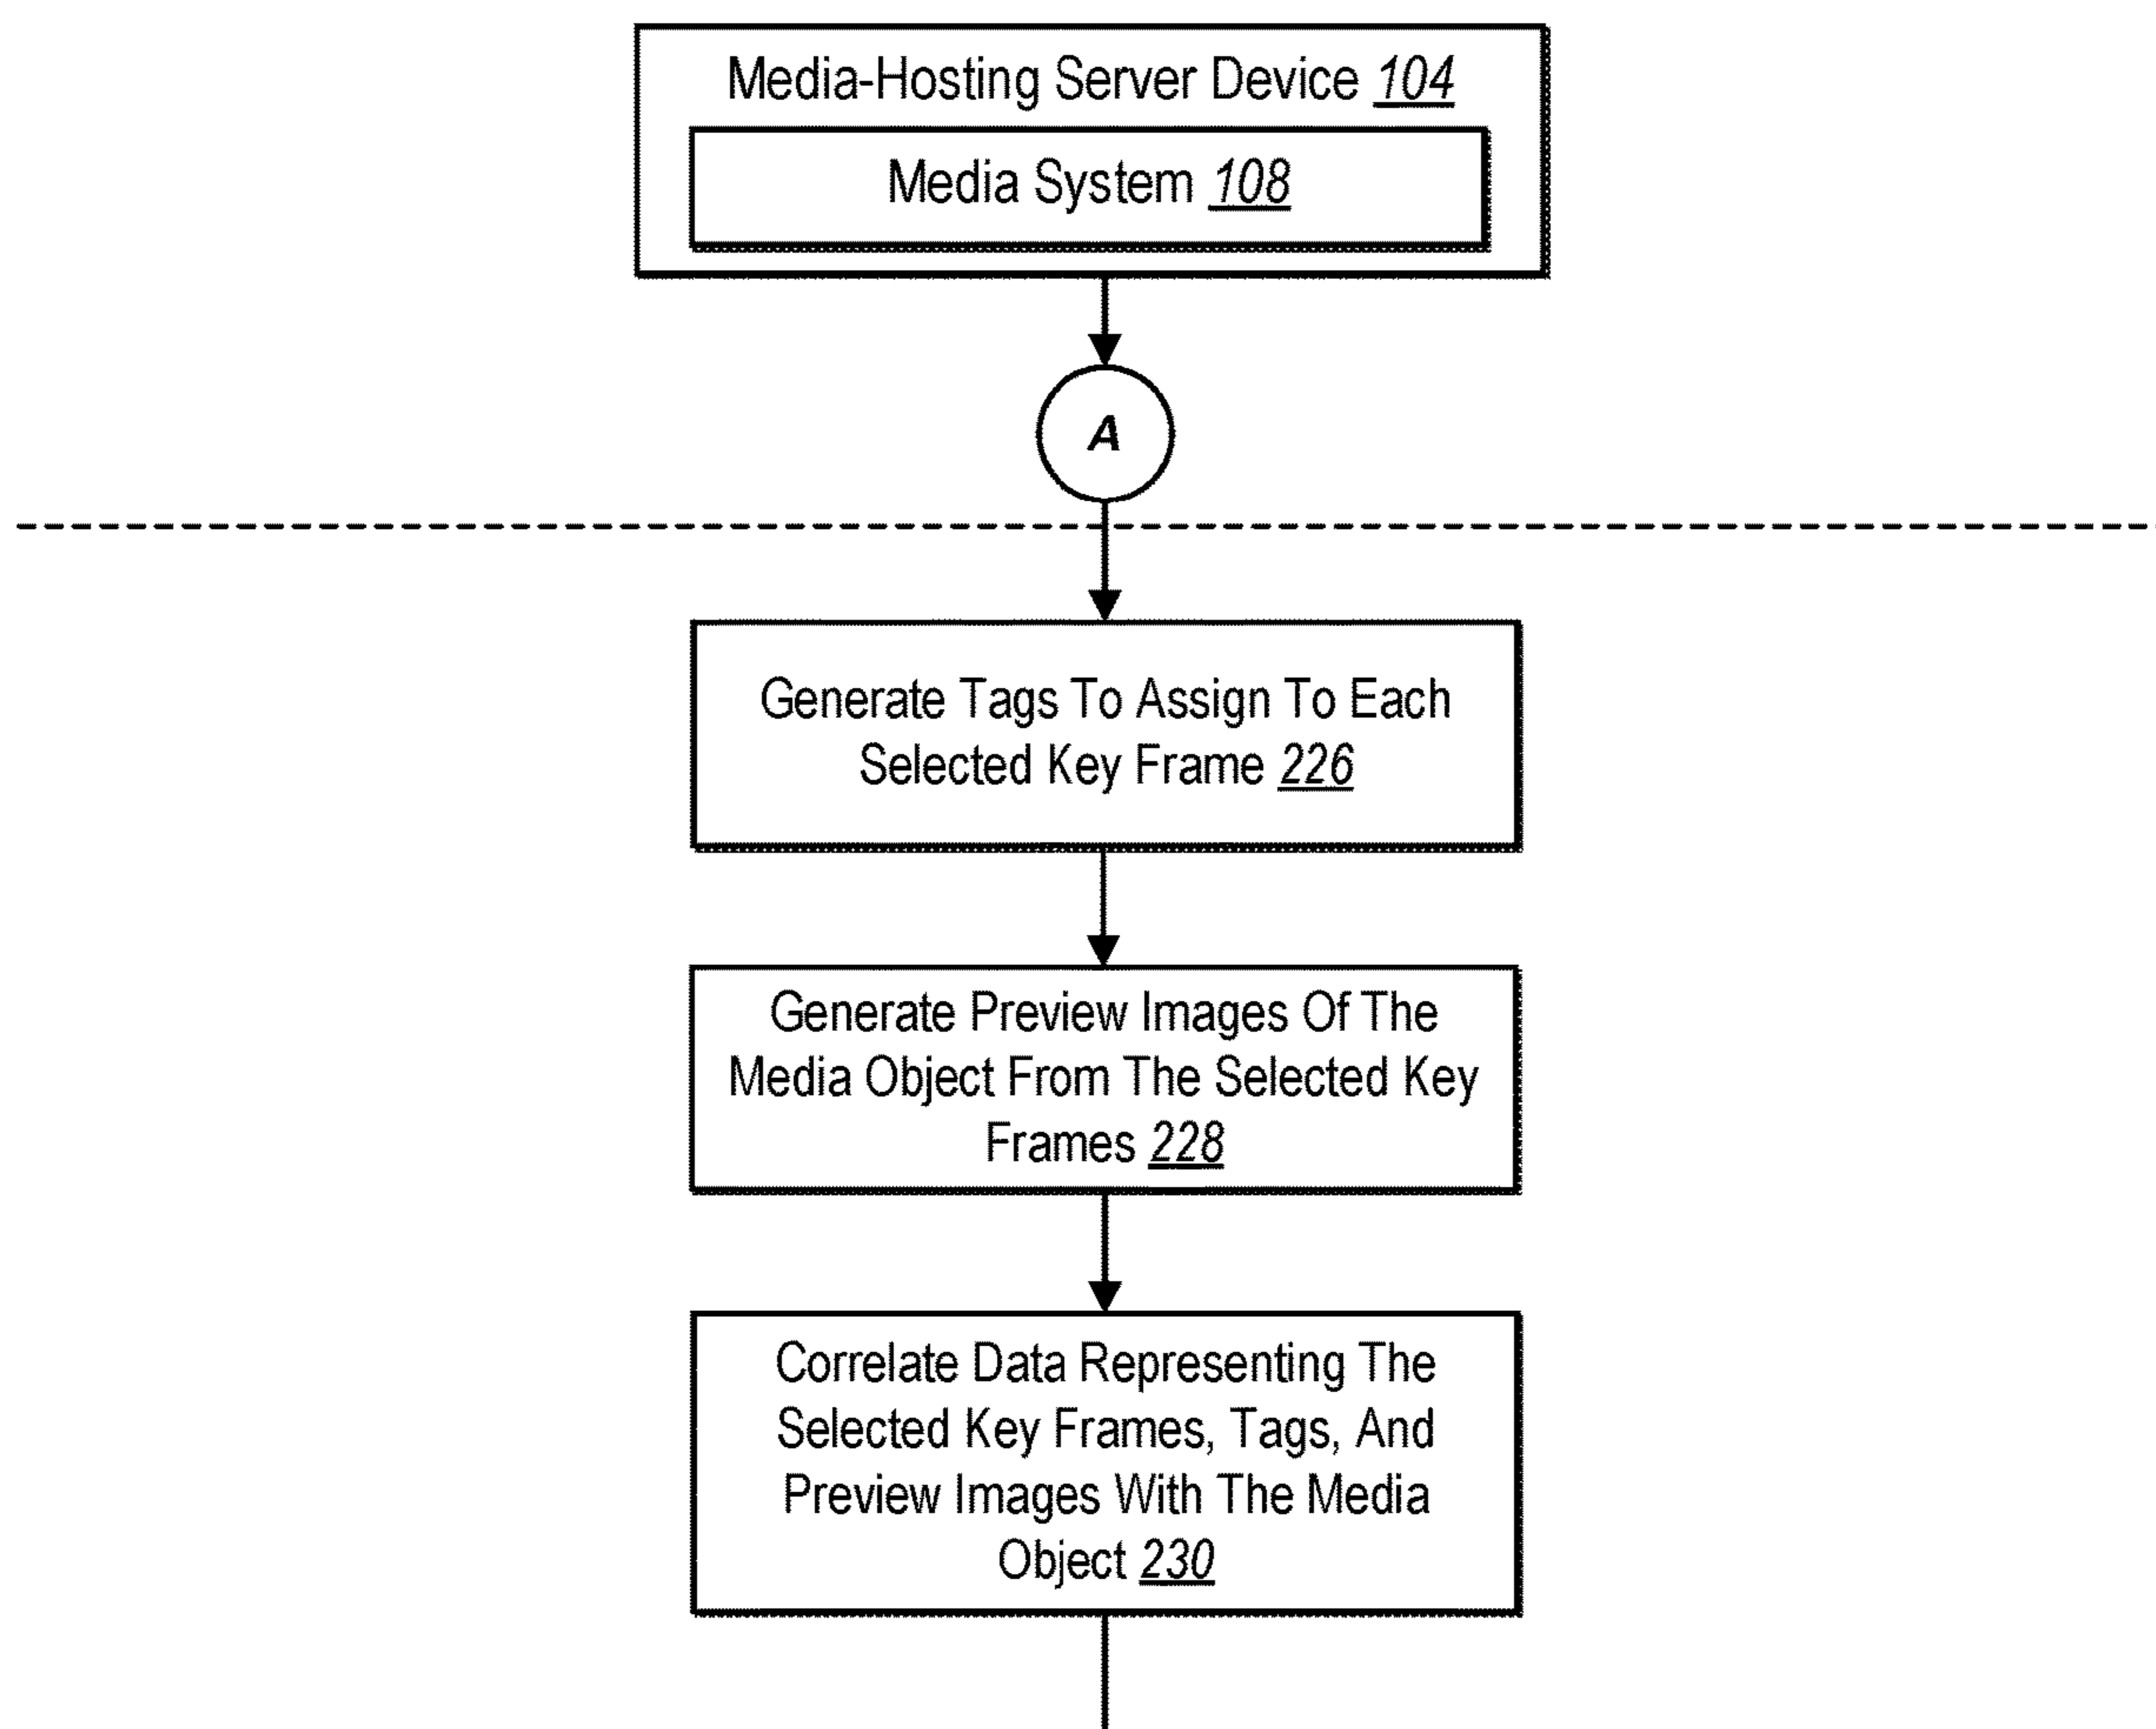 Media-Hosting Server Device 104
Media System 108
A
Generate Tags To Assign To Each
Selected Key Frame 226
Generate Preview Images Of The
Media Object From The Selected Key
Frames 228
Correlate Data Representing The
Selected Key Frames, Tags, And
Preview Images With The Media
Object 230